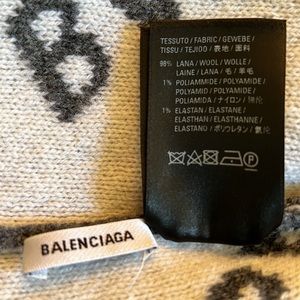 TESSUTO / FABRIC / GEWEBE /
TISSU / TEJIDO / 表地 / 面料
98% LANA / WOOL / WOLLE /
LAINE / LANA / 毛 / 羊毛
1% POLIAMMIDE / POLYAMIDE /
POLYAMID / POLYAMIDE /
POLIAMIDA / ナイロン / 锦纶
1% ELASTAN / ELASTANE /
ELASTHAN / ELASTHANNE /
ELASTANO / ポリウレタン / 氨纶
BALENCIAGA